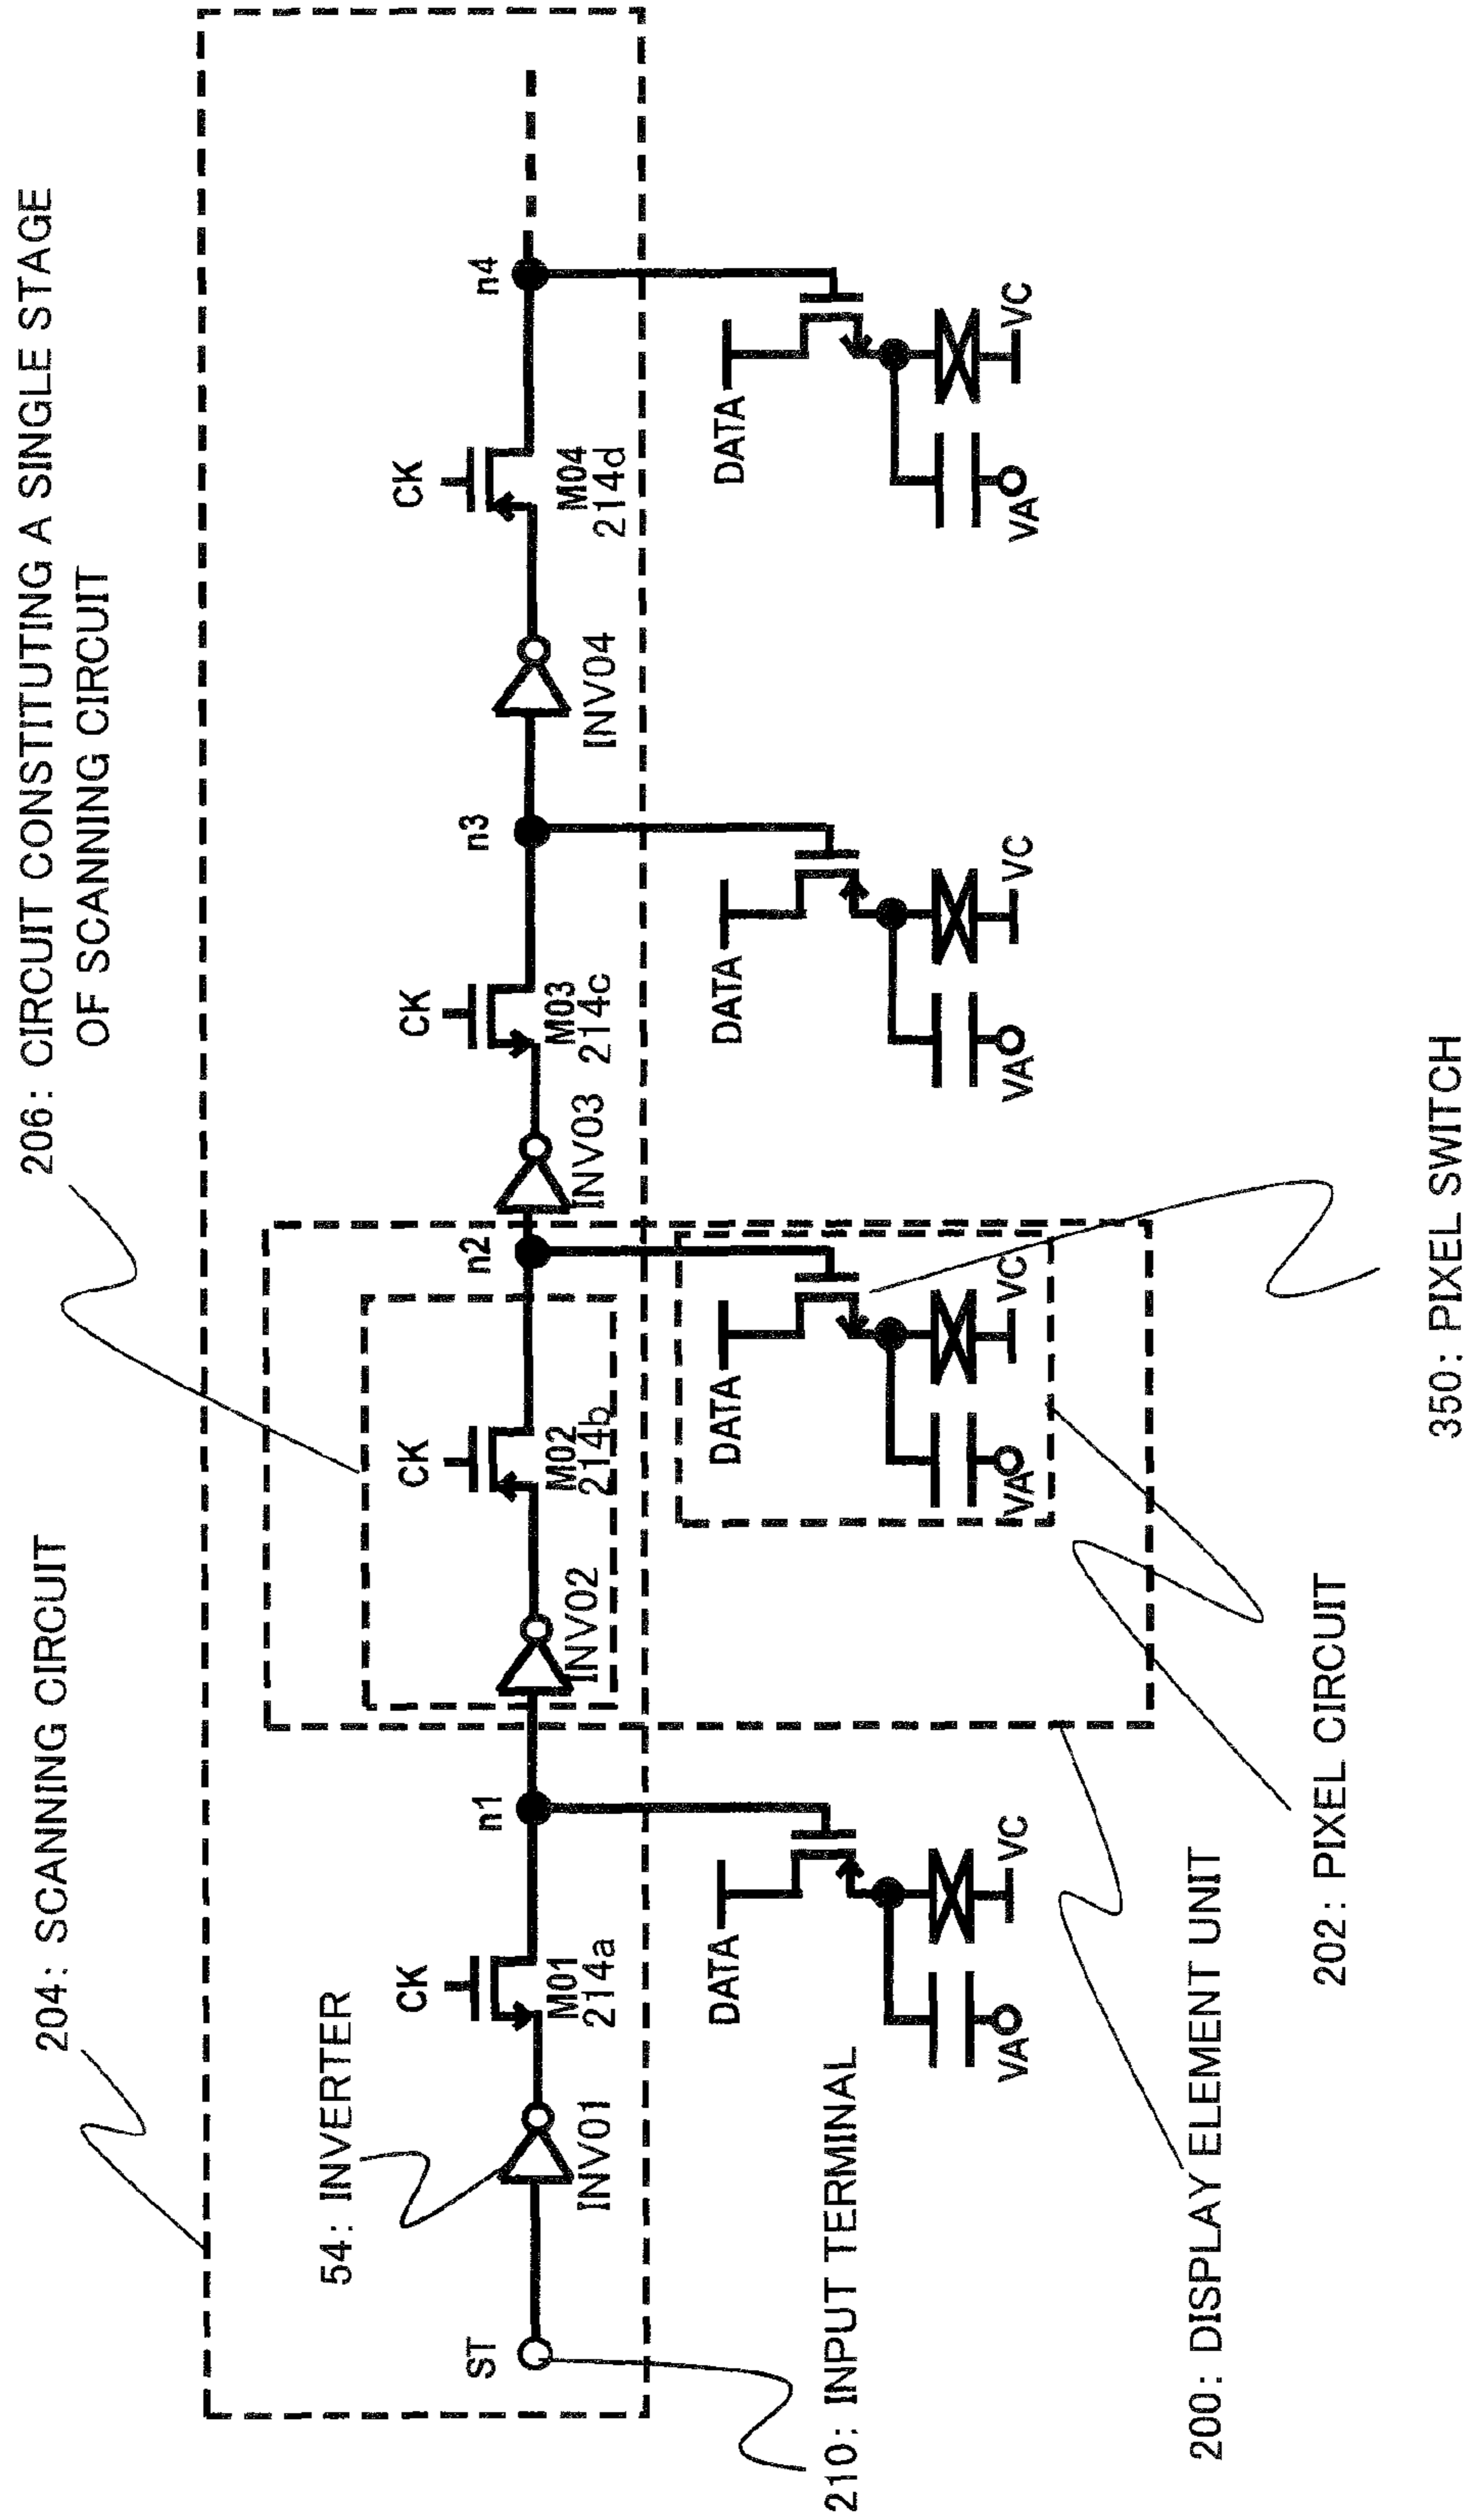 204: SCANNING CIRCUIT
206: CIRCUIT CONSTITUTING A SINGLE STAGE
OF SCANNING CIRCUIT
54: INVERTER
CK
CK
CK
CK
ST
n1
n2
n3
n4
INV01
M01
214a
INV02
M02
214b
INV03
M03
214c
INV04
M04
214d
DATA
DATA
DATA
DATA
VA
VC
VA
VC
VA
VC
VA
VC
210: INPUT TERMINAL
200: DISPLAY ELEMENT UNIT
202: PIXEL CIRCUIT
350: PIXEL SWITCH